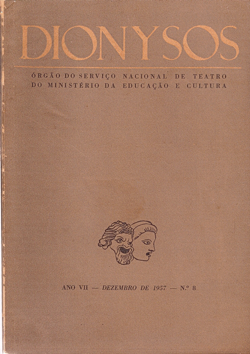 DIONYSOS
ÓRGÃO DO SERVIÇO NACIONAL DE TEATRO
DO MINISTÉRIO DA EDUCAÇÃO E CULTURA
ANO VII — DEZEMBRO DE 1957 — N.º 8